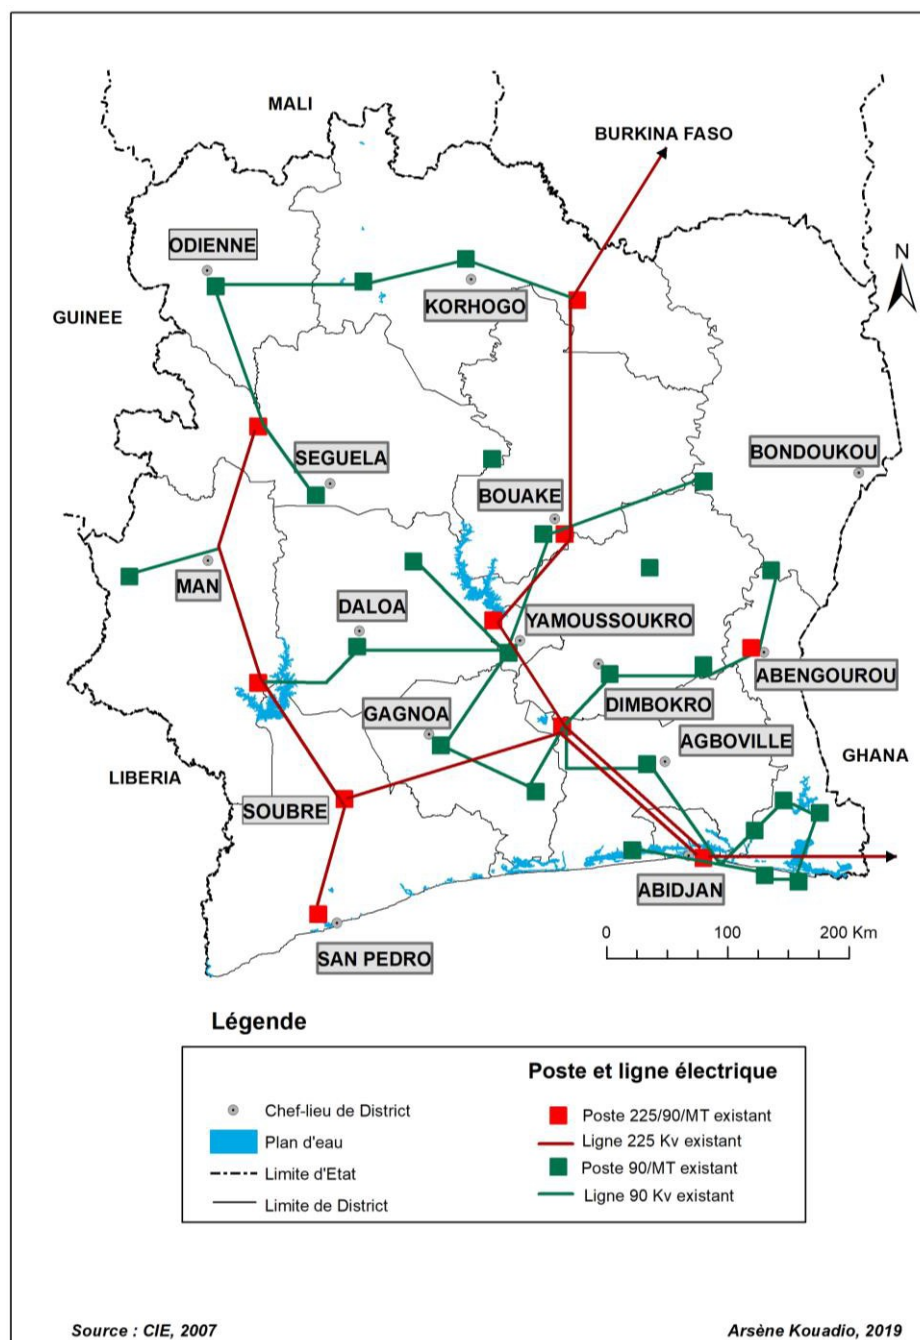 MALI
BURKINA FASO
ODIENNE
N
KORHOGO
GUINEE
SEGUELA
BONDOUKOU
BOUAKE
MAN
DALOA
YAMOUSSOUKRO
ABENGOUROU
DIMBOKRO
GAGNOA
AGBOVILLE
GHANA
LIBERIA
SOUBRE
ABIDJAN
0 100 200 Km
SAN PEDRO
Légende
Poste et ligne électrique
Chef-lieu de District
Plan d'eau
Limite d'Etat
Limite de District
Poste 225/90/MT existant
Ligne 225 Kv existant
Poste 90/MT existant
Ligne 90 Kv existant
Source : CIE, 2007
Arsène Kouadio, 2019